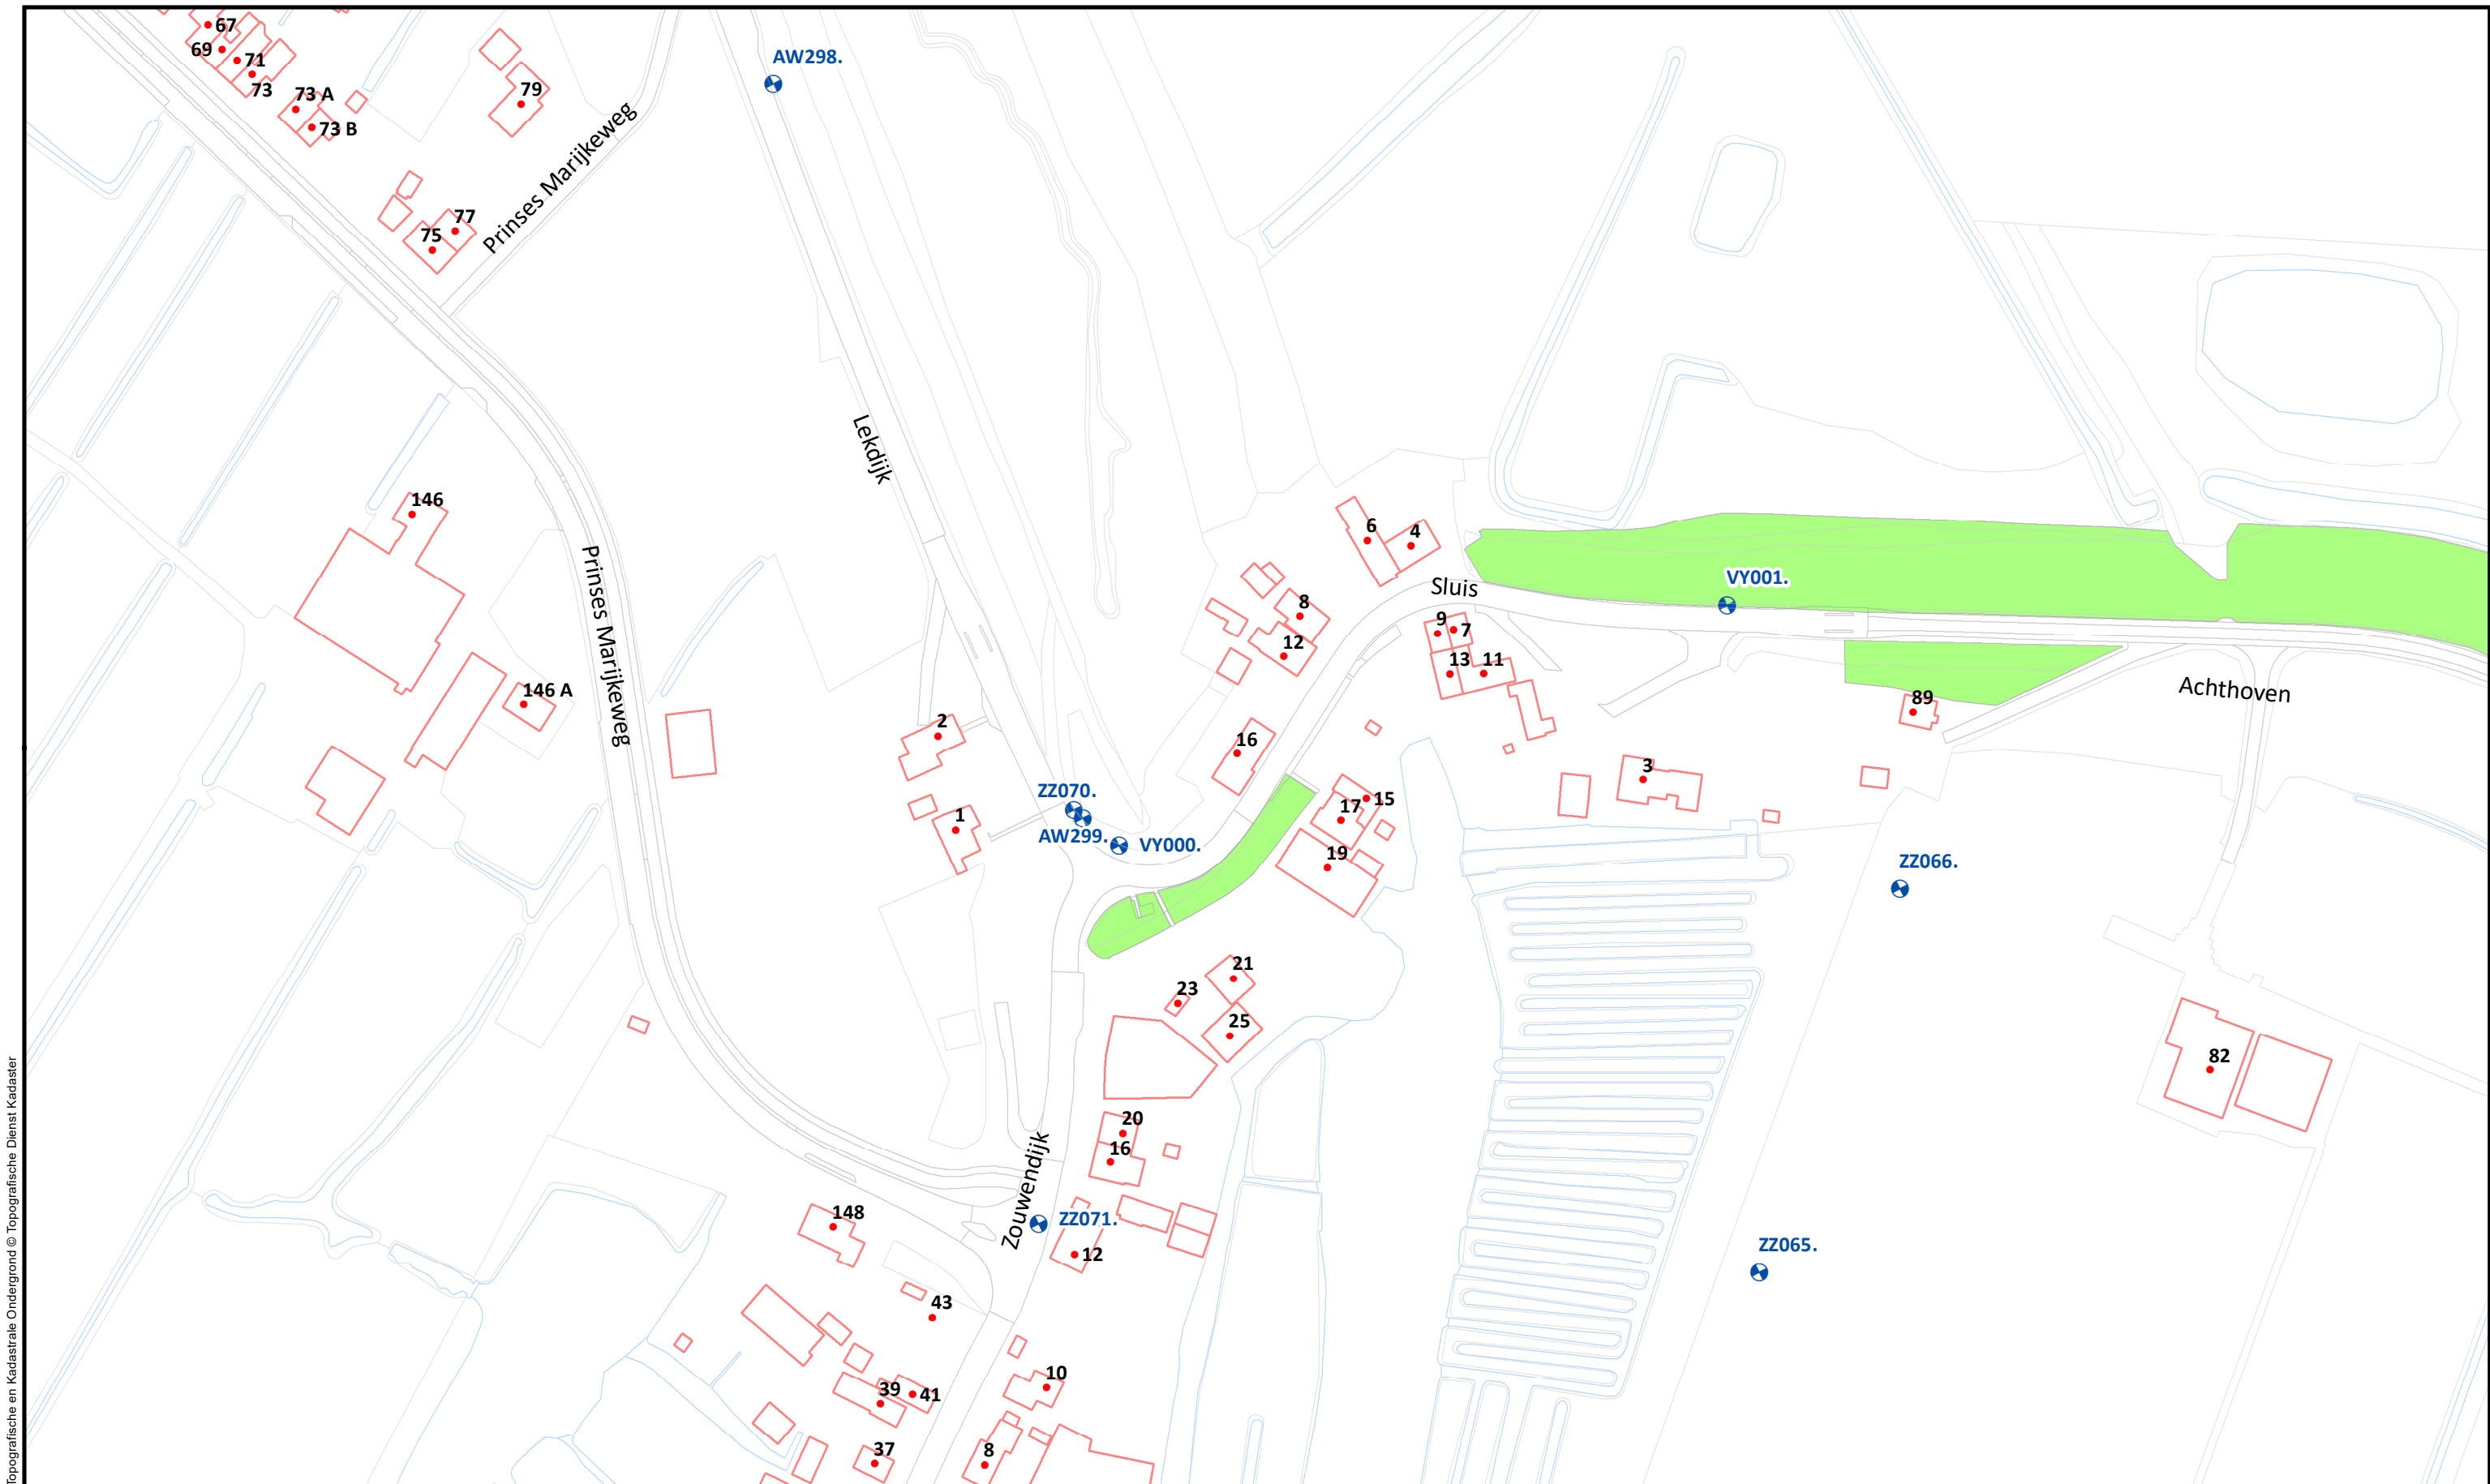 67
69
71
73
73 A
73 B
79
AW298.
Prinses Marijkeweg
77
75
Lekdijk
146
6
4
Sluis
VY001.
8
9
7
12
13
11
Prinses Marijkeweg
146 A
89
Achthoven
2
16
3
ZZ070.
15
17
1
AW299.
VY000.
19
ZZ066.
21
23
25
82
20
16
Zouwendijk
148
ZZ071.
12
ZZ065.
43
10
39
41
37
8
Topografische en Kadastrale Ondergrond © Topografische Dienst Kadaster